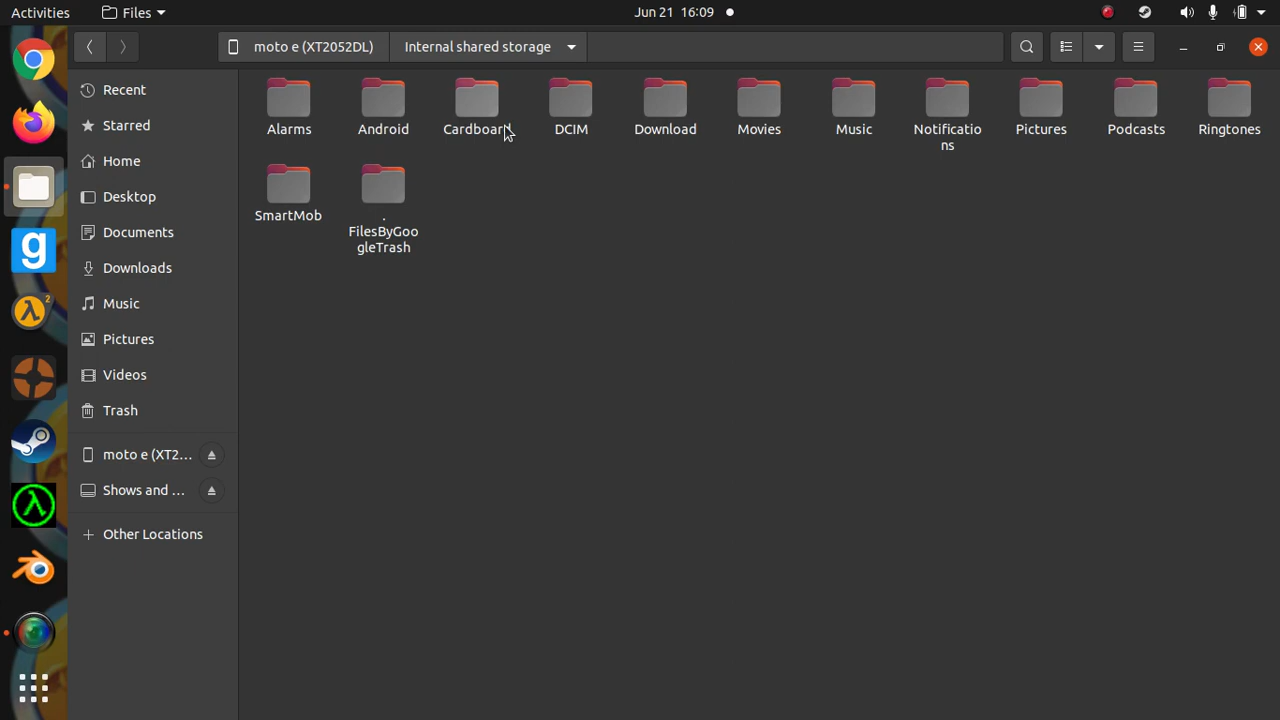 Activities
Files
Jun 21 16:09
moto e (XT2052DL)
Internal shared storage
Recent
Starred
Home
Desktop
Documents
Downloads
Music
Pictures
Videos
Trash
moto e (XT2...
Shows and ...
Other Locations
Alarms
Android
Cardboard
DCIM
Download
Movies
Music
Notificatio
ns
Pictures
Podcasts
Ringtones
SmartMob
.
FilesByGoo
gleTrash
g
λ 2